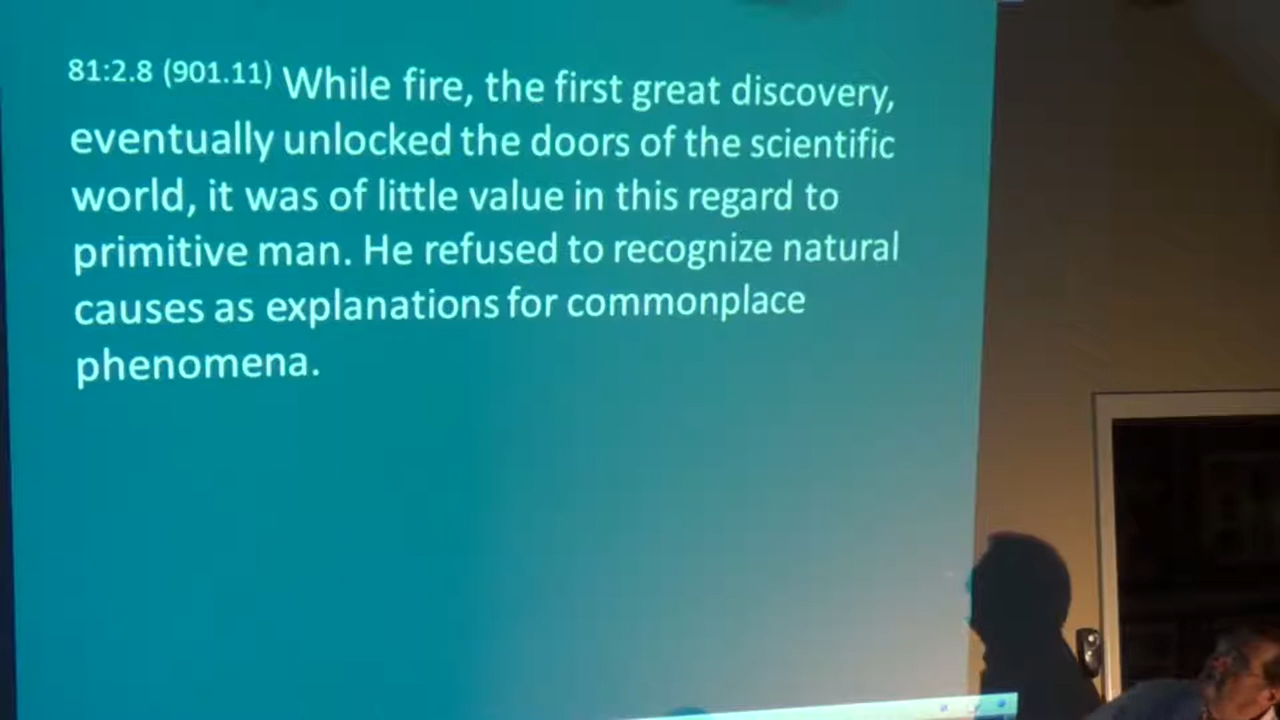 81:2.8 (901.11) While fire, the first great discovery,
eventually unlocked the doors of the scientific
world, it was of little value in this regard to
primitive man. He refused to recognize natural
causes as explanations for commonplace
phenomena.